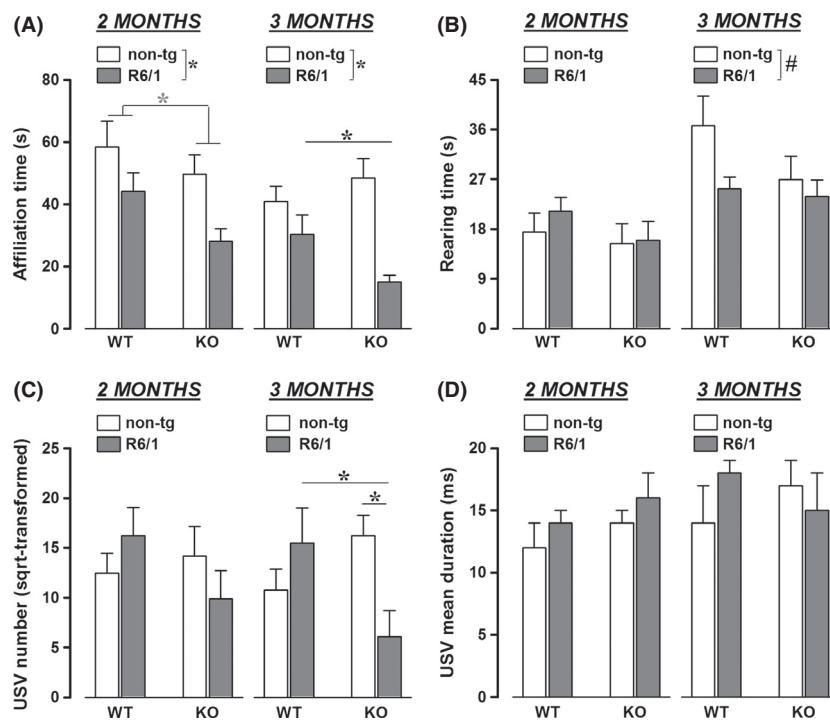 (A)
2 MONTHS 3 MONTHS
non-tg
R6/1
*
non-tg
R6/1
*
Affiliation time (s)
80
60
40
20
0
*
*
WT KO WT KO
(B)
2 MONTHS 3 MONTHS
non-tg
R6/1
non-tg
R6/1
#
Rearing time (s)
45
36
27
18
9
0
WT KO WT KO
(C)
2 MONTHS 3 MONTHS
non-tg
R6/1
non-tg
R6/1
USV number (sqrt-transformed)
25
20
15
10
5
0
*
*
WT KO WT KO
(D)
2 MONTHS 3 MONTHS
non-tg
R6/1
non-tg
R6/1
USV mean duration (ms)
20
15
10
5
0
WT KO WT KO